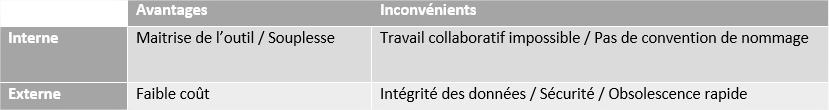 Avantages Inconvénients
Interne Maitrise de l'outil / Souplesse Travail collaboratif impossible / Pas de convention de nommage
Externe Faible coût Intégrité des données / Sécurité / Obsolescence rapide